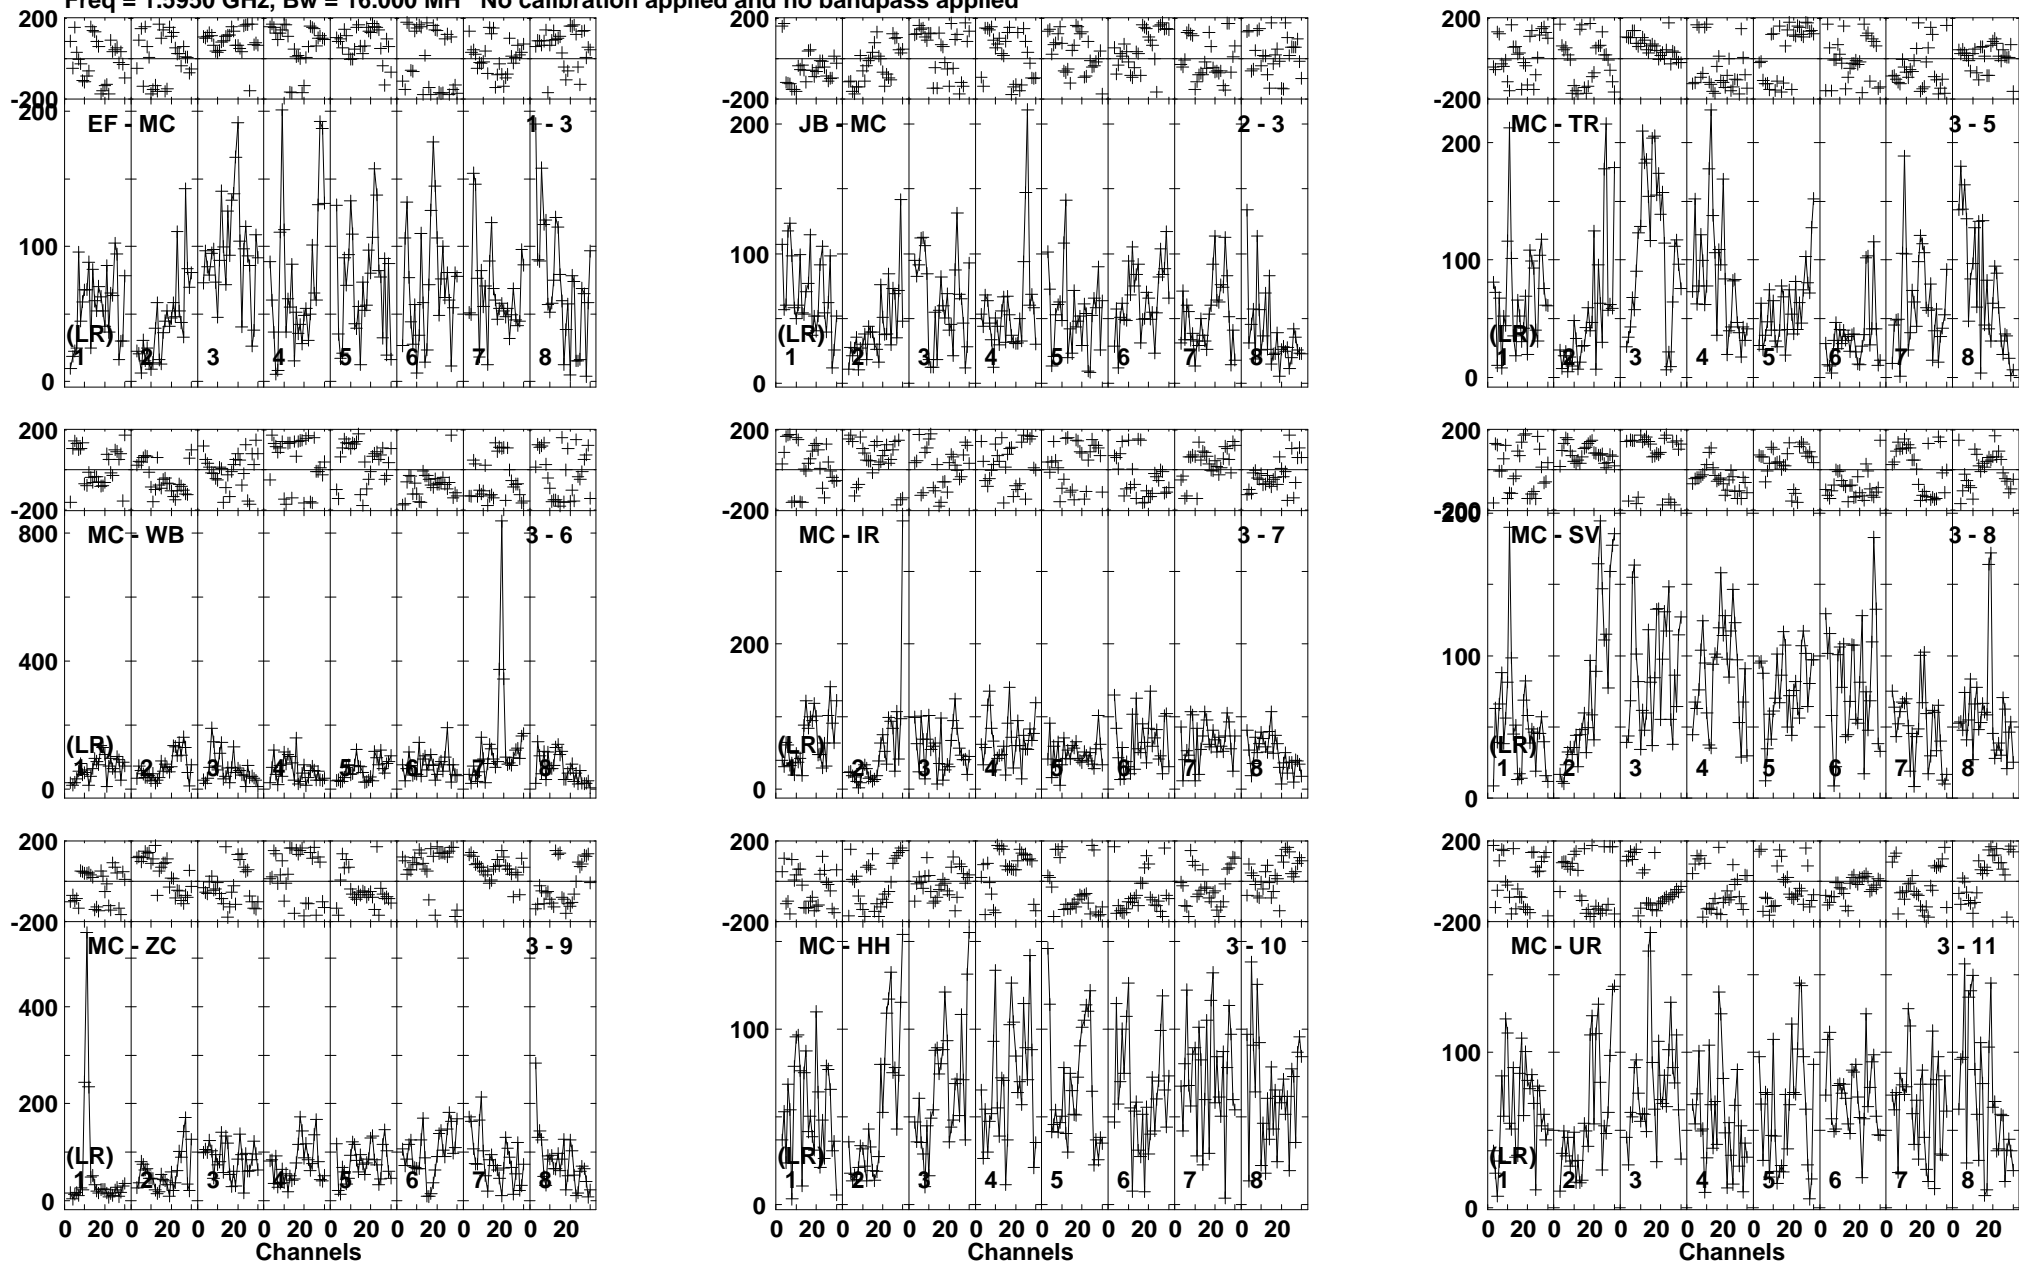 Freq = 1.5950 GHz, Bw = 16.000 MH No calibration applied and no bandpass applied
200
-200
200
100
0
EF - MC 1 - 3
(LR)
1 2 3 4 5 6 7 8
-200
200
200
100
0
JB - MC 2 - 3
(LR)
1 2 3 4 5 6 7 8
200
-200
200
100
0
MC - TR 3 - 5
(LR)
1 2 3 4 5 6 7 8
200
-200
800
400
0
MC - WB 3 - 6
(LR)
1 2 3 4 5 6 7 8
200
-200
200
0
MC - IR 3 - 7
(LR)
1 2 3 4 5 6 7 8
200
-200
200
100
0
MC - SV 3 - 8
(LR)
1 2 3 4 5 6 7 8
200
-200
400
200
0
MC - ZC 3 - 9
(LR)
1 2 3 4 5 6 7 8
0 20 0 20 0 20 0 20 0 20 0 20 0 20 0 20
Channels
200
-200
100
0
MC - HH 3 - 10
(LR)
1 2 3 4 5 6 7 8
0 20 0 20 0 20 0 20 0 20 0 20 0 20 0 20
Channels
200
-200
100
0
MC - UR 3 - 11
(LR)
1 2 3 4 5 6 7 8
0 20 0 20 0 20 0 20 0 20 0 20 0 20 0 20
Channels